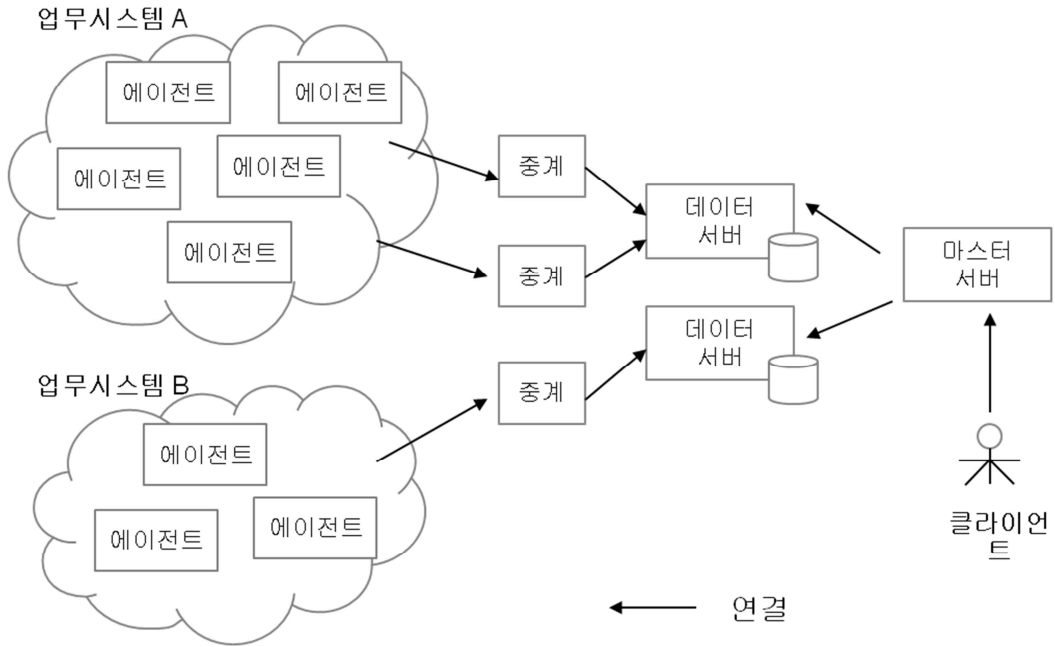 업무시스템 A
에이전트
에이전트
에이전트
에이전트
에이전트
중계
중계
데이터
서버
마스터
서버
데이터
서버
업무시스템 B
중계
에이전트
에이전트
에이전트
클라이언
트
연결